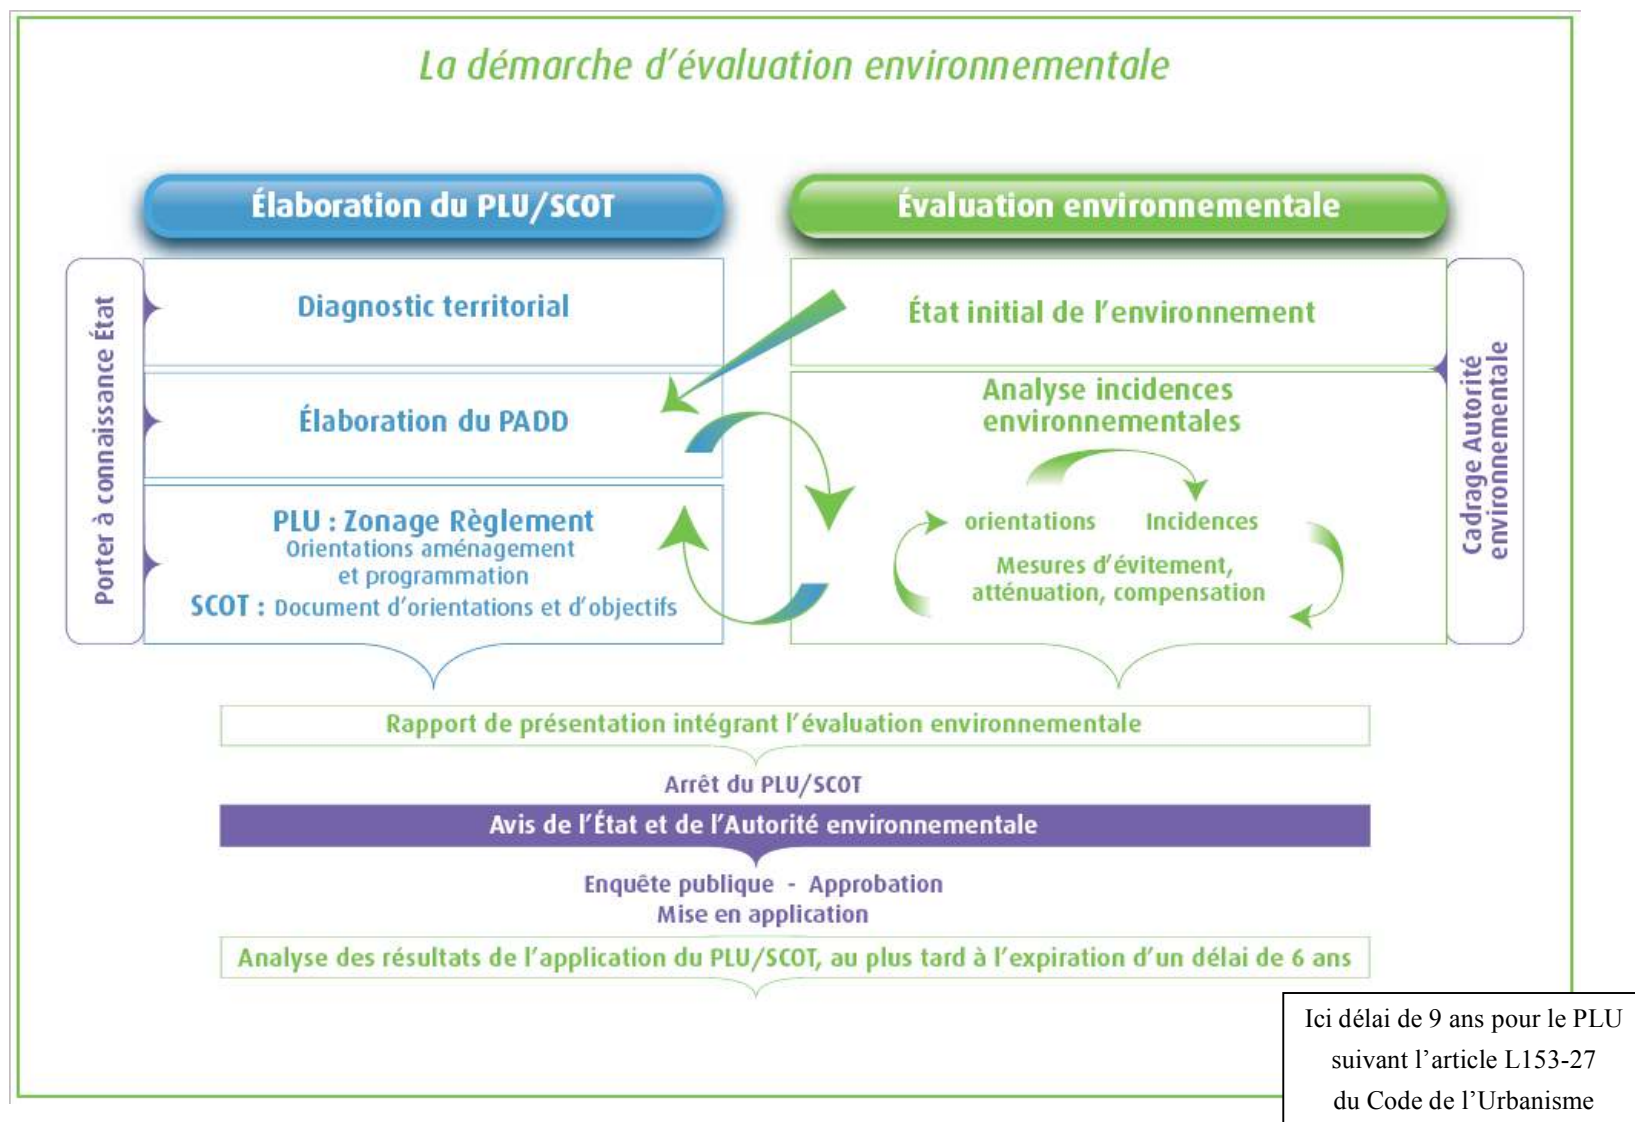 La démarche d'évaluation environnementale
Élaboration du PLU/SCOT
Évaluation environnementale
Porter à connaissance État
Diagnostic territorial
Élaboration du PADD
PLU : Zonage Règlement
Orientations aménagement
et programmation
SCOT : Document d'orientations et d'objectifs
État initial de l'environnement
Analyse incidences
environnementales
orientations
Incidences
Mesures d'évitement,
atténuation, compensation
Cadrage Autorité
environnementale
Rapport de présentation intégrant l'évaluation environnementale
Arrêt du PLU/SCOT
Avis de l'État et de l'Autorité environnementale
Enquête publique - Approbation
Mise en application
Analyse des résultats de l'application du PLU/SCOT, au plus tard à l'expiration d'un délai de 6 ans
Ici délai de 9 ans pour le PLU
suivant l'article L153-27
du Code de l'Urbanisme